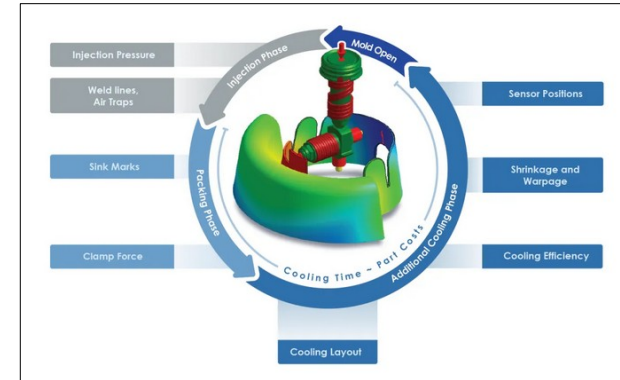 Mold Open
Injection Phase
Injection Pressure
Weld lines,
Air Traps
Sensor Positions
Sink Marks
Packing Phase
Shrinkage and
Warpage
Additional Cooling Phase
Clamp Force
Cooling Time ~ Part Costs
Cooling Efficiency
Cooling Layout